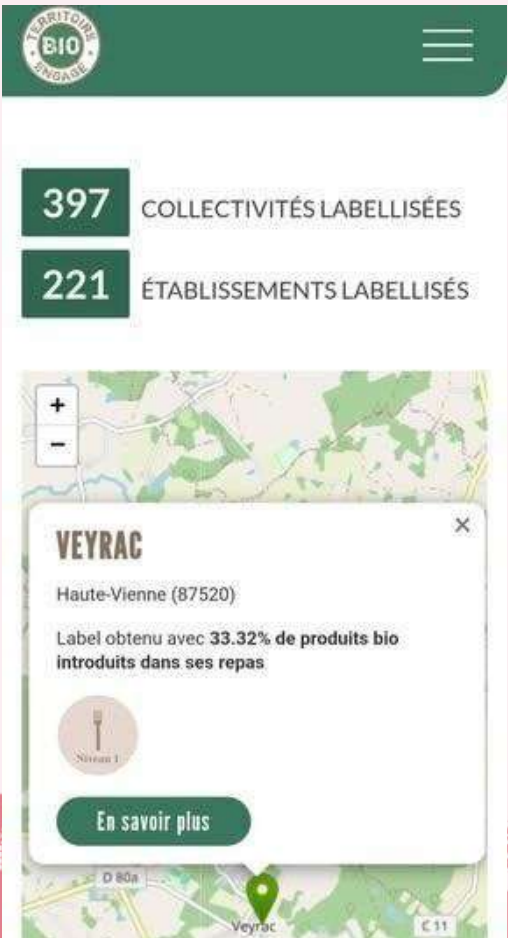 TERRITOIRE
BIO
ENGAGÉ
397 COLLECTIVITÉS LABELLISÉES
221 ÉTABLISSEMENTS LABELLISÉS
+
−
VEYRAC
×
Haute-Vienne (87520)
Label obtenu avec 33.32% de produits bio
introduits dans ses repas
Niveau 1
En savoir plus
D 80a
Veyrac
C 11